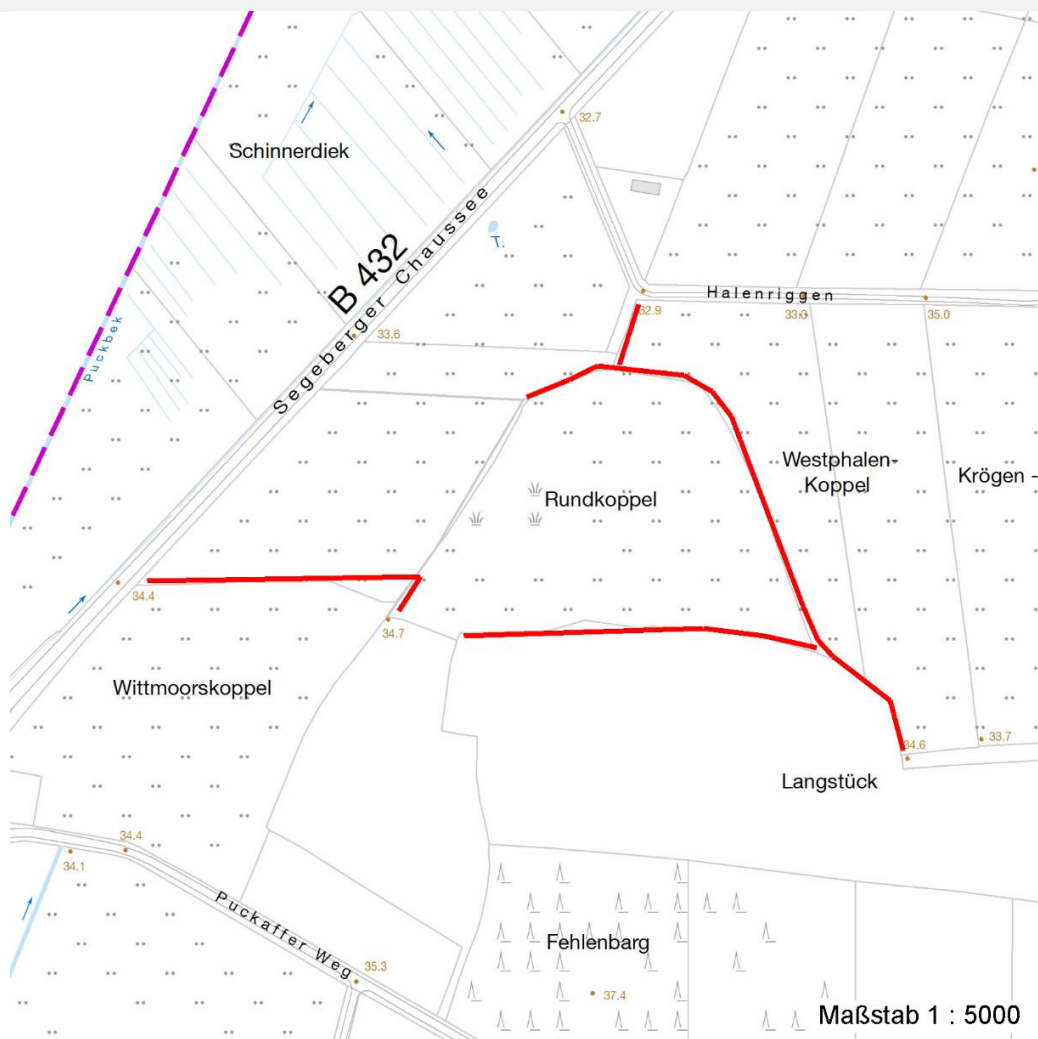 Schinnerdiek
32.7
T.
B 432
Segeberger Chaussee
Puckbek
33.6
Halenriggen
32.9
33.3
35.0
Westphalen-
Koppel
Krögen -
Rundkoppel
34.4
34.7
Wittmoorskoppel
34.6
33.7
Langstück
34.4
34.1
Puckaffer Weg
35.3
Fehlenbarg
37.4
Maßstab 1 : 5000